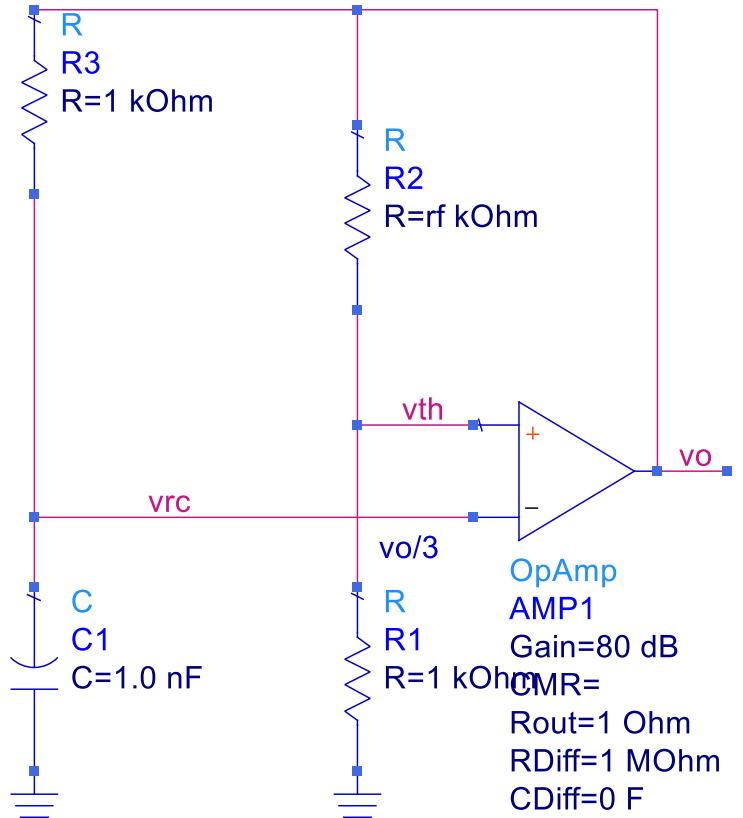 R
R3
R=1 kOhm
R
R2
R=rf kOhm
vth
+
vo
vrc
−
vo/3
C
C1
C=1.0 nF
R
R1
R=1 kOhm
OpAmp
AMP1
Gain=80 dB
CMR=
Rout=1 Ohm
RDiff=1 MOhm
CDiff=0 F